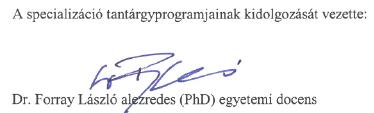 A specializáció tantárgyprogramjainak kidolgozását vezette:
Dr. Forray László alezredes (PhD) egyetemi docens